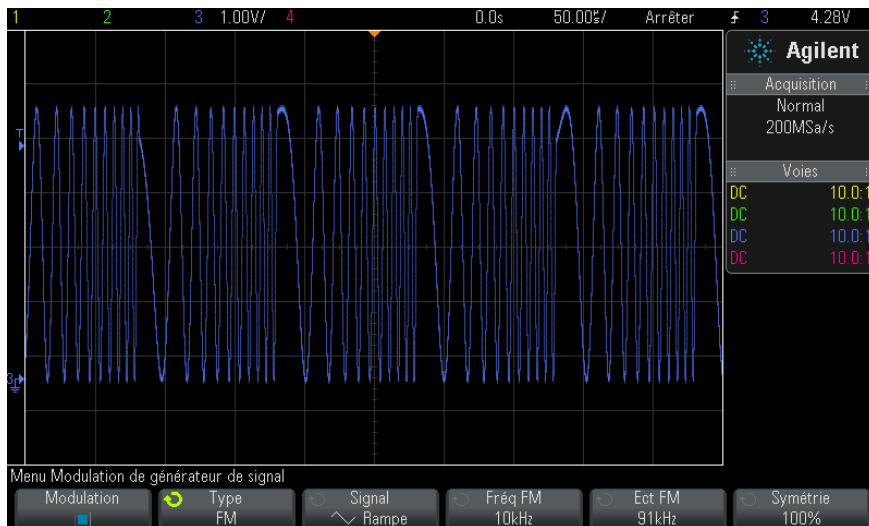 1 2 3 1.00V/ 4 0.0s 50.00µs/ Arrêter 3 4.28V
Agilent
Acquisition
Normal
200MSa/s
Voies
DC 10.0:1
DC 10.0:1
DC 10.0:1
DC 10.0:1
T
3
Menu Modulation de générateur de signal
Modulation
Type
FM
Signal
Rampe
Fréq FM
10kHz
Ect FM
91kHz
Symétrie
100%